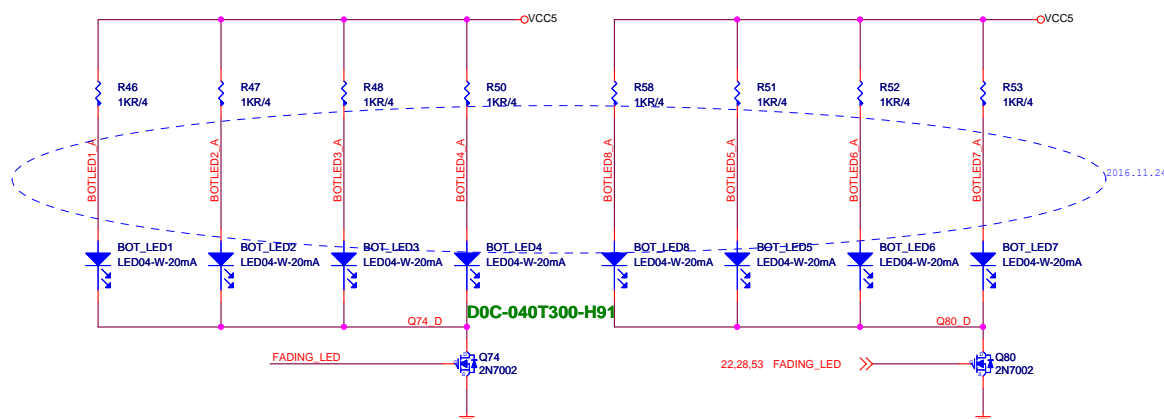 VCC5
VCC5
R46
1KR/4
R47
1KR/4
R48
1KR/4
R50
1KR/4
R58
1KR/4
R51
1KR/4
R52
1KR/4
R53
1KR/4
BOTLED1_A
BOTLED2_A
BOTLED3_A
BOTLED4_A
BOTLED8_A
BOTLED5_A
BOTLED6_A
BOTLED7_A
2016.11.24
BOT_LED1
LED04-W-20mA
BOT_LED2
LED04-W-20mA
BOT_LED3
LED04-W-20mA
BOT_LED4
LED04-W-20mA
BOT_LED8
LED04-W-20mA
BOT_LED5
LED04-W-20mA
BOT_LED6
LED04-W-20mA
BOT_LED7
LED04-W-20mA
D0C-040T300-H91
Q74_D
Q80_D
FADING_LED
Q74
2N7002
22,28,53 FADING_LED
Q80
2N7002